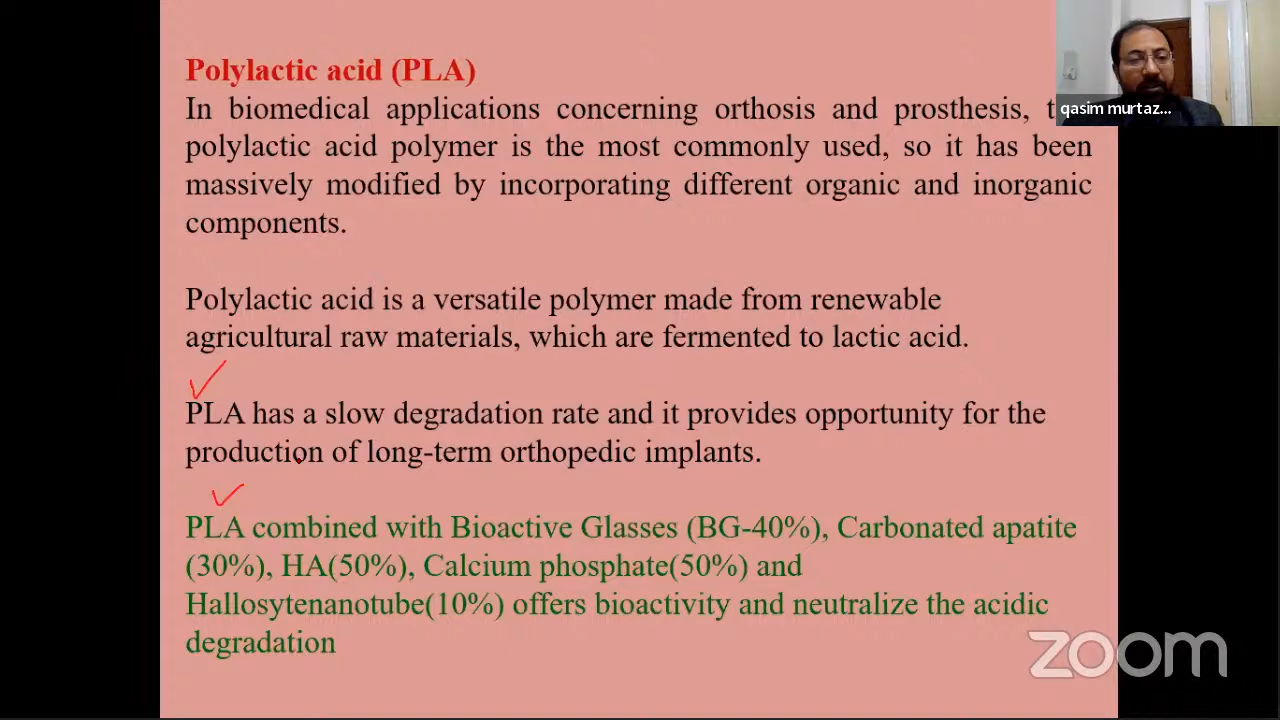 Polylactic acid (PLA)
In biomedical applications concerning orthosis and prosthesis,
polylactic acid polymer is the most commonly used, so it has been
massively modified by incorporating different organic and inorganic
components.
Polylactic acid is a versatile polymer made from renewable
agricultural raw materials, which are fermented to lactic acid.
PLA has a slow degradation rate and it provides opportunity for the
production of long-term orthopedic implants.
PLA combined with Bioactive Glasses (BG-40%), Carbonated apatite
(30%), HA(50%), Calcium phosphate(50%) and
Hallosytenanotube(10%) offers bioactivity and neutralize the acidic
degradation
qasim murtaz...
zoom